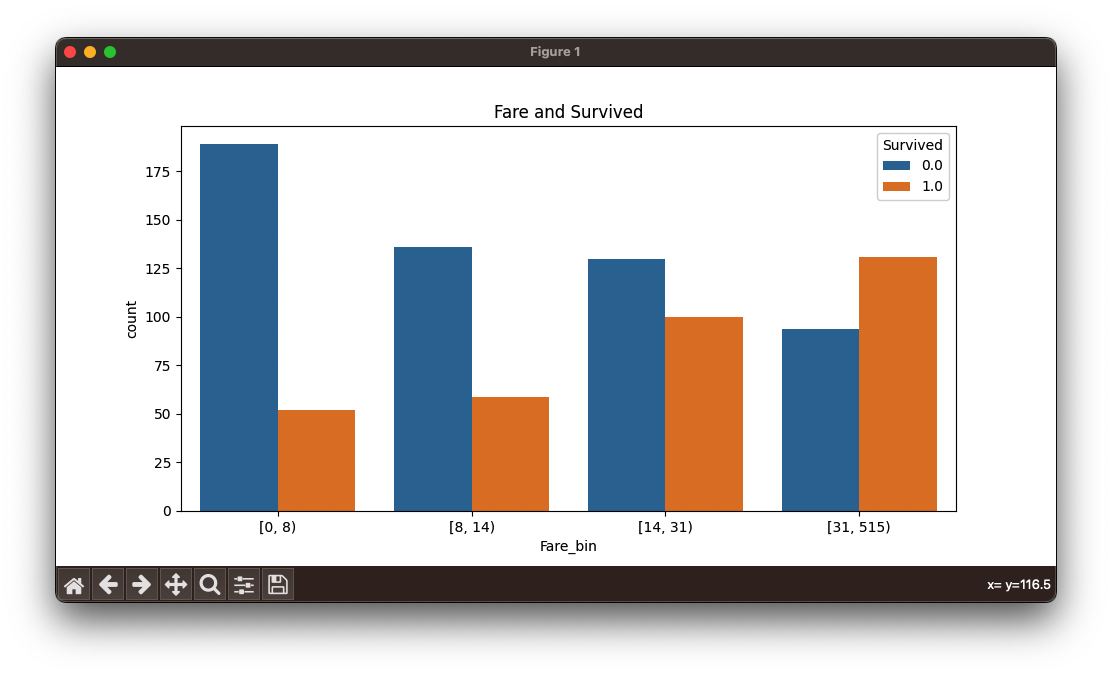 Figure 1
Fare and Survived
Survived
0.0
1.0
175
150
125
100
75
50
25
0
count
[0, 8)
[8, 14)
[14, 31)
[31, 515)
Fare_bin
x= y=116.5